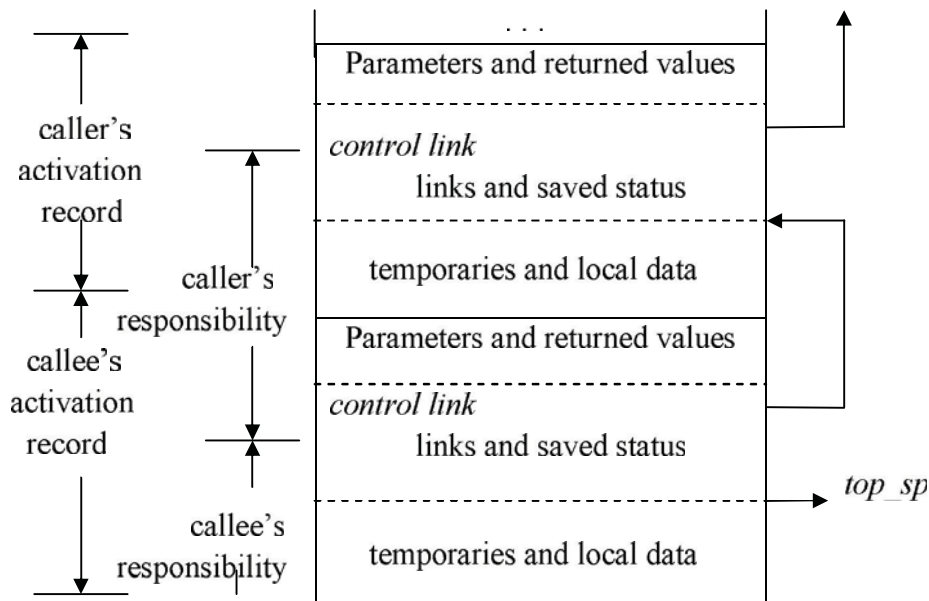 . . .
Parameters and returned values
control link
links and saved status
temporaries and local data
Parameters and returned values
control link
links and saved status
temporaries and local data
caller's
activation
record
callee's
activation
record
caller's
responsibility
callee's
responsibility
top_sp